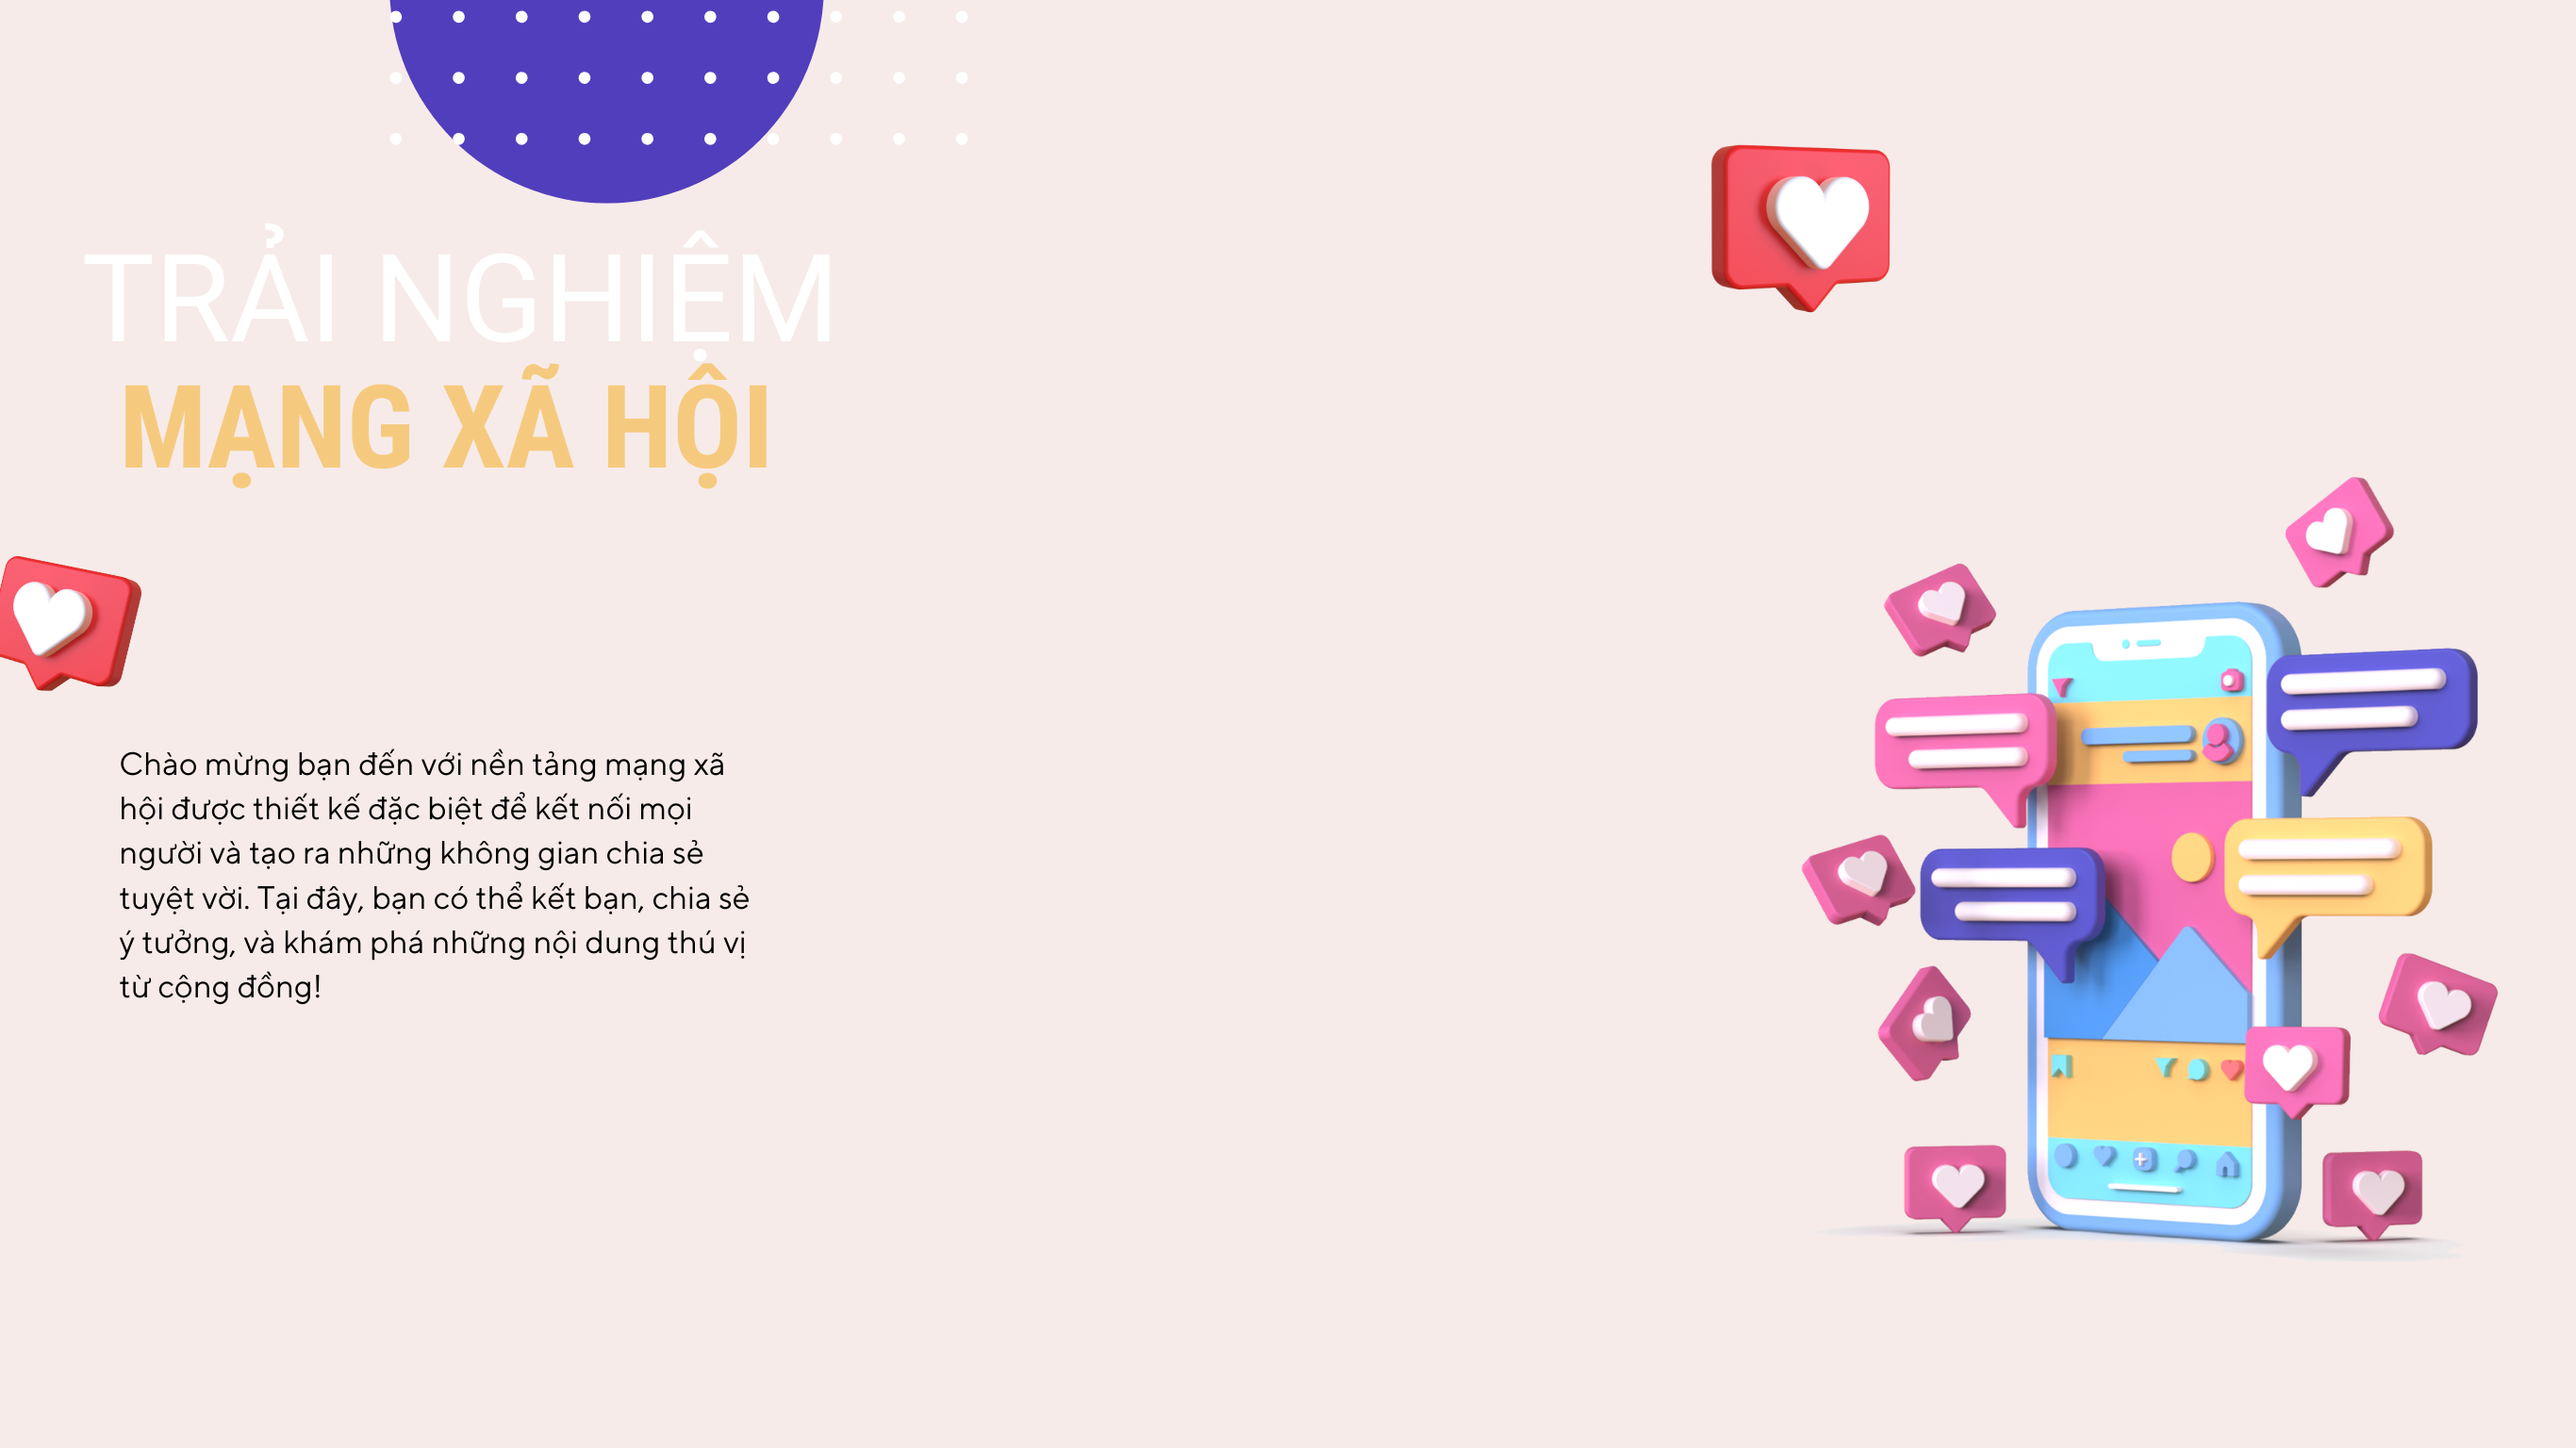 TRẢI NGHIỆM
MẠNG XÃ HỘI
Chào mừng bạn đến với nền tảng mạng xã
hội được thiết kế đặc biệt để kết nối mọi
người và tạo ra những không gian chia sẻ
tuyệt vời. Tại đây, bạn có thể kết bạn, chia sẻ
ý tưởng, và khám phá những nội dung thú vị
từ cộng đồng!